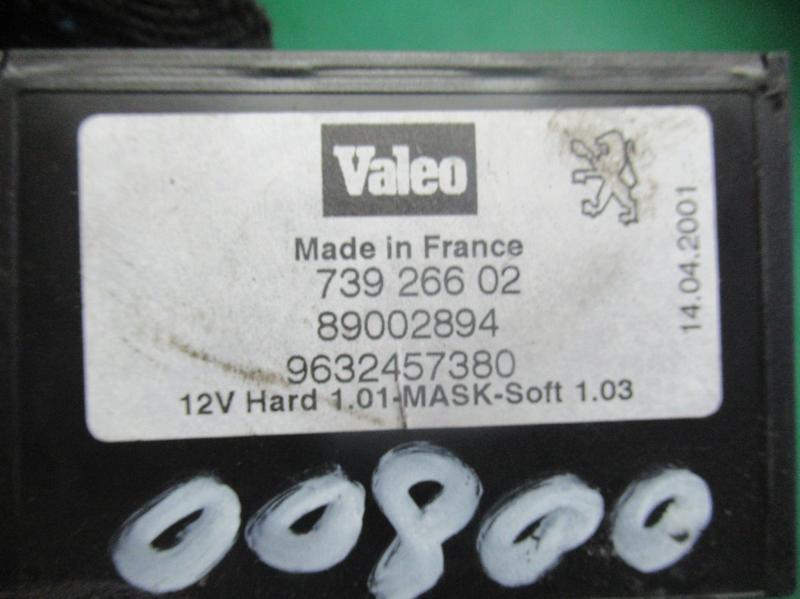 Valeo
Made in France
739 266 02
89002894
9632457380
12V Hard 1.01-MASK-Soft 1.03
14.04.2001
00800